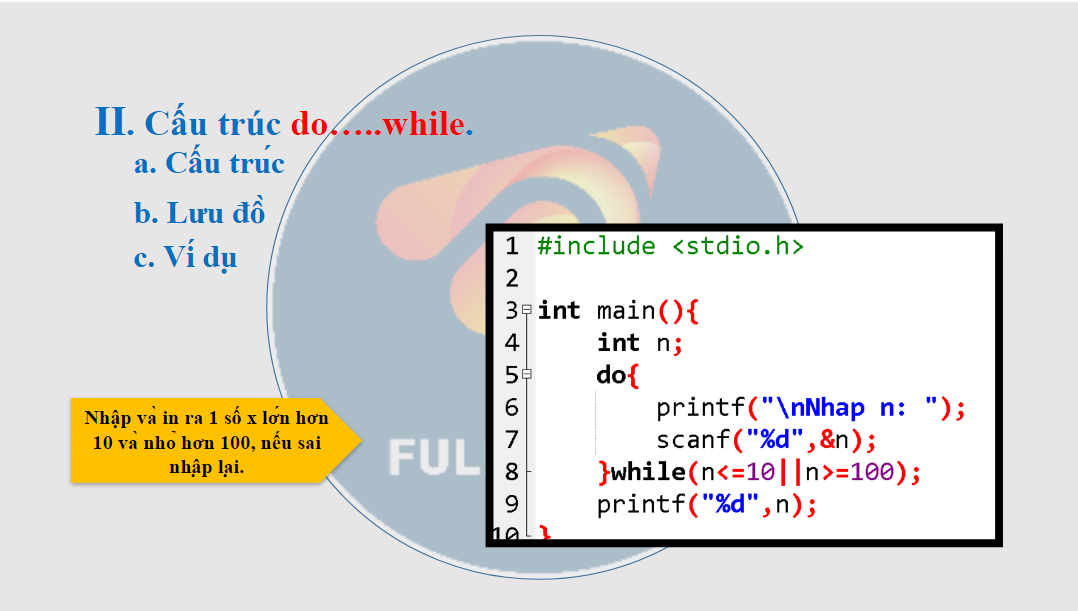 II. Cấu trúc do…..while.
a. Cấu trúc
b. Lưu đồ
c. Ví dụ
Nhập và in ra 1 số x lớn hơn
10 và nhỏ hơn 100, nếu sai
nhập lại.
FUL
1 #include <stdio.h>
2
3 int main(){
4 int n;
5 do{
6 printf("\nNhap n: ");
7 scanf("%d",&n);
8 }while(n<=10||n>=100);
9 printf("%d",n);
10 }